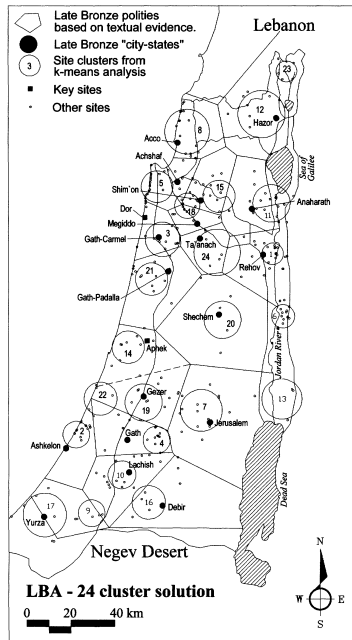 Late Bronze polities
based on textual evidence.
Late Bronze "city-states"
3
Site clusters from
k-means analysis
Key sites
Other sites
Lebanon
23
12
Hazor
8
Acco
Sea of
Galilee
Achshaf
Shim`on
5
15
18
Anaharath
11
Dor
Megiddo
Gath-Carmel
3
Ta'anach
24
Rehov
1
21
Gath-Padalla
Shechem
20
6
Jordan River
14
Aphek
22
Gezer
19
7
Jerusalem
13
2
Gath
4
Ashkelon
Lachish
10
Dead Sea
17
9
16
Debir
Yurza
Negev Desert
N
W
E
S
LBA - 24 cluster solution
0
20
40 km